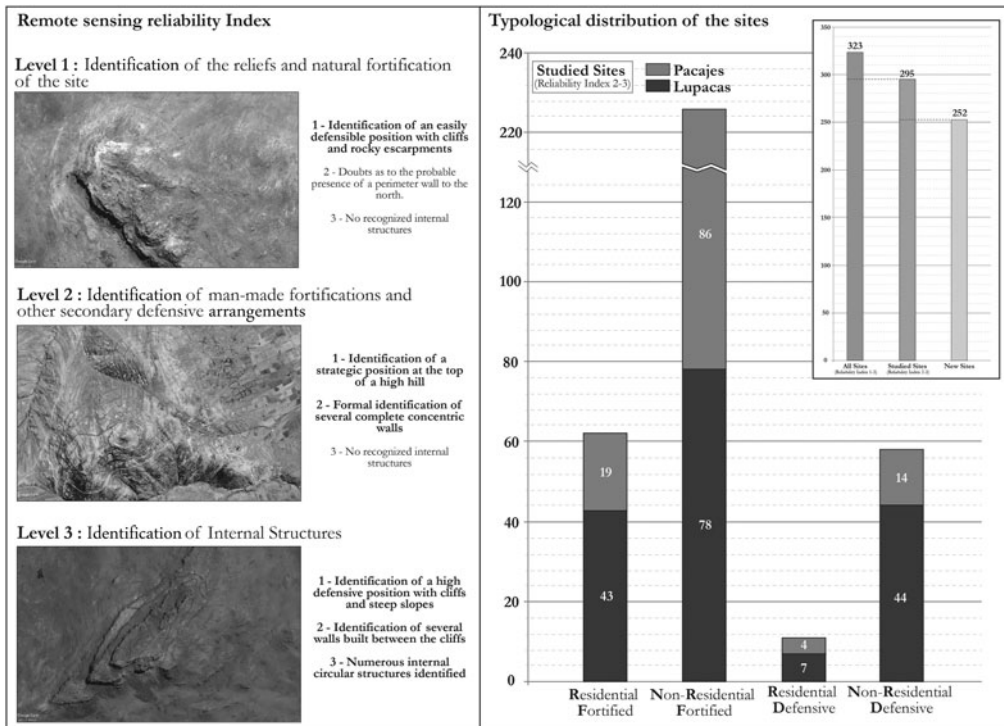 Remote sensing reliability Index
Level 1 : Identification of the reliefs and natural fortification
of the site
1 - Identification of an easily
defensible position with cliffs
and rocky escarpments
2 - Doubts as to the probable
presence of a perimeter wall to the
north.
3 - No recognized internal
structures
Level 2 : Identification of man-made fortifications and
other secondary defensive arrangements
1 - Identification of a
strategic position at the top
of a high hill
2 - Formal identification of
several complete concentric
walls
3 - No recognized internal
structures
Level 3 : Identification of Internal Structures
1 - Identification of a high
defensive position with cliffs
and steep slopes
2 - Identification of several
walls built between the cliffs
3 - Numerous internal
circular structures identified
Typological distribution of the sites
Studied Sites
(Reliability Index 2-3)
Pacajes
Lupacas
240
220
120
100
80
60
40
20
0
19
43
86
78
4
7
14
44
Residential
Fortified
Non-Residential
Fortified
Residential
Defensive
Non-Residential
Defensive
350
300
250
200
150
100
50
0
323
295
252
All Sites
(Reliability Index 1-3)
Studied Sites
(Reliability Index 2-3)
New Sites